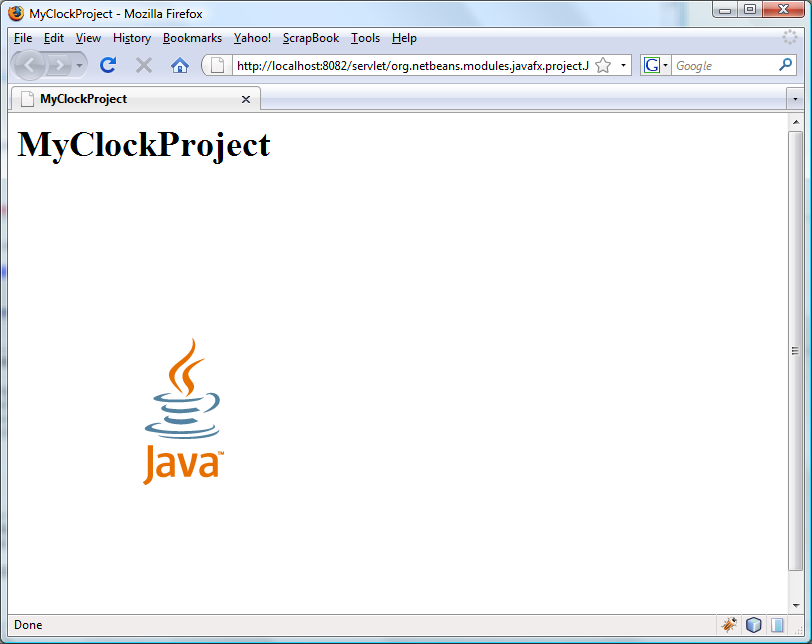 MyClockProject - Mozilla Firefox
File Edit View History Bookmarks Yahoo! ScrapBook Tools Help
http://localhost:8082/servlet/org.netbeans.modules.javafx.project.J G Google
MyClockProject
MyClockProject
Java™
Done